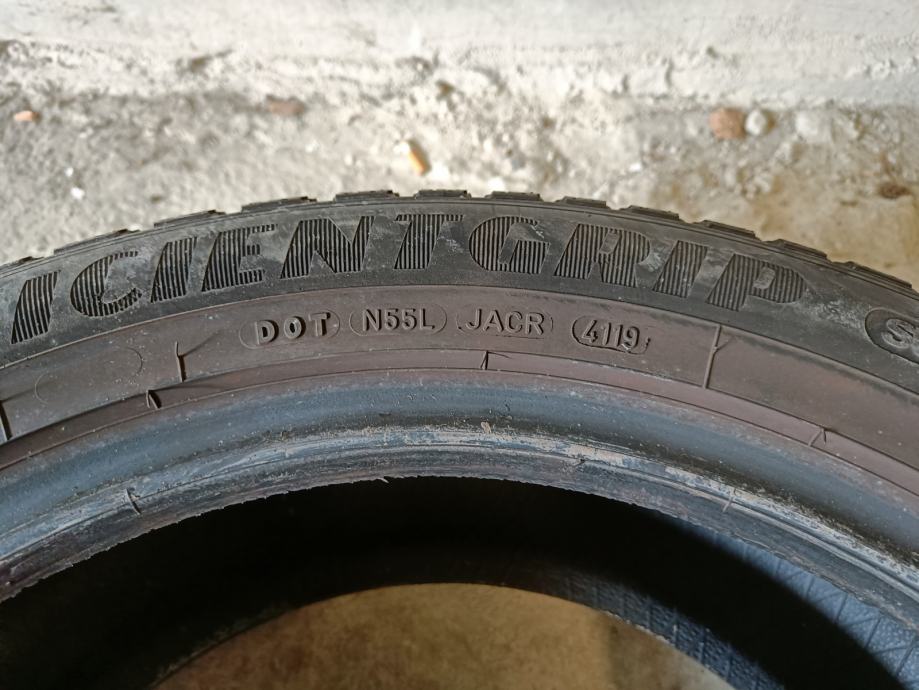 ICIENTGRIP
DOT N55L JACR 4119